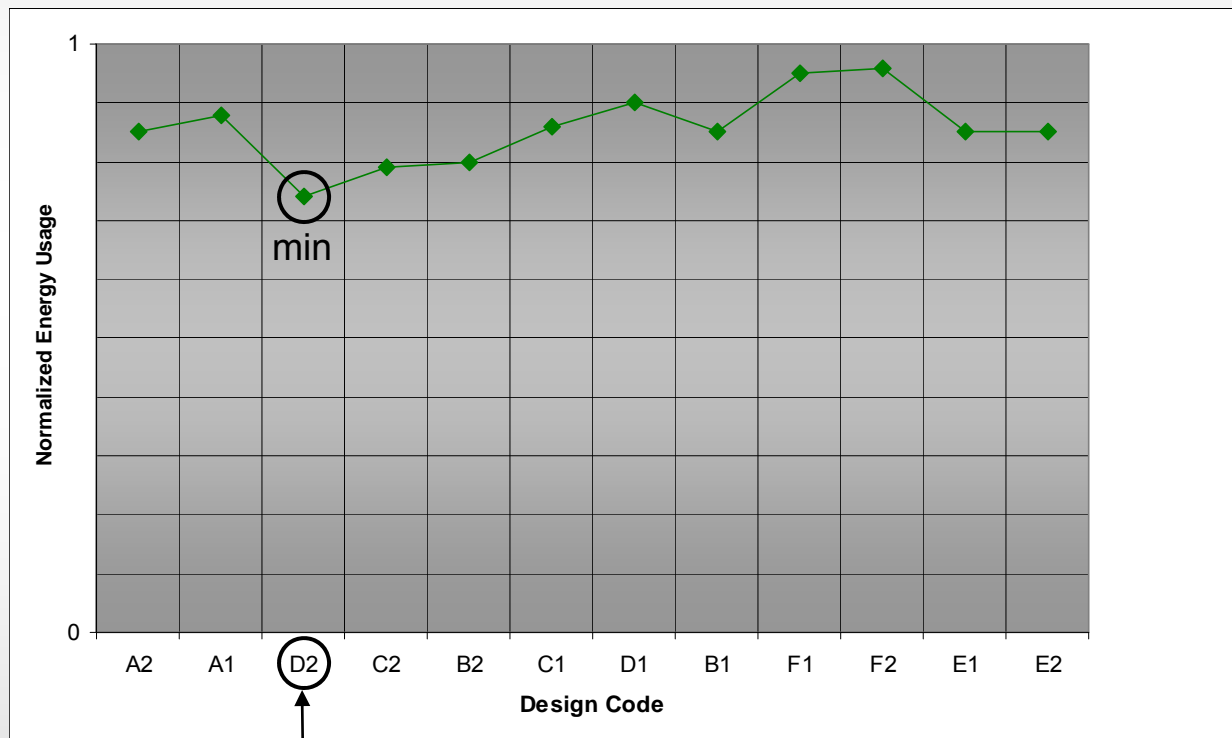 1
Normalized Energy Usage
min
0
A2 A1 D2 C2 B2 C1 D1 B1 F1 F2 E1 E2
Design Code